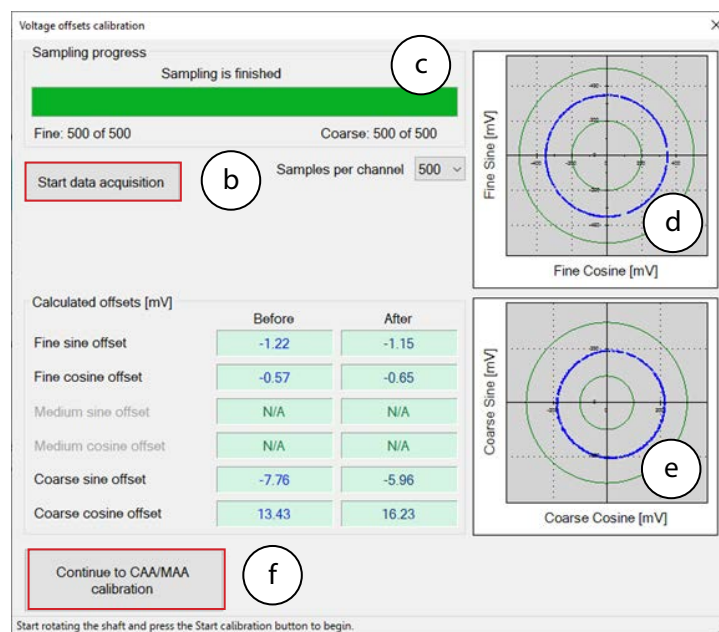 Voltage offsets calibration
Sampling progress
Sampling is finished
c
Fine: 500 of 500 Coarse: 500 of 500
Start data acquisition
b
Samples per channel 500
Fine Sine [mV]
d
Fine Cosine [mV]
Calculated offsets [mV]
Before After
Fine sine offset -1.22 -1.15
Fine cosine offset -0.57 -0.65
Medium sine offset N/A N/A
Medium cosine offset N/A N/A
Coarse sine offset -7.76 -5.96
Coarse cosine offset 13.43 16.23
Coarse Sine [mV]
e
Coarse Cosine [mV]
Continue to CAA/MAA
calibration
f
Start rotating the shaft and press the Start calibration button to begin.